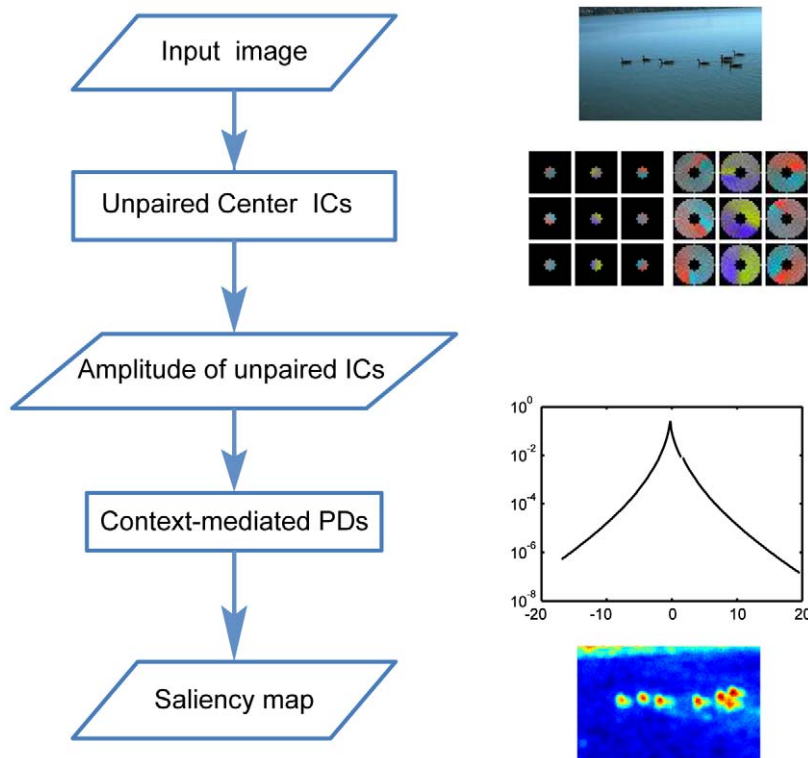 Input image
Unpaired Center ICs
Amplitude of unpaired ICs
Context-mediated PDs
Saliency map
10^0
10^-2
10^-4
10^-6
10^-8
-20 -10 0 10 20